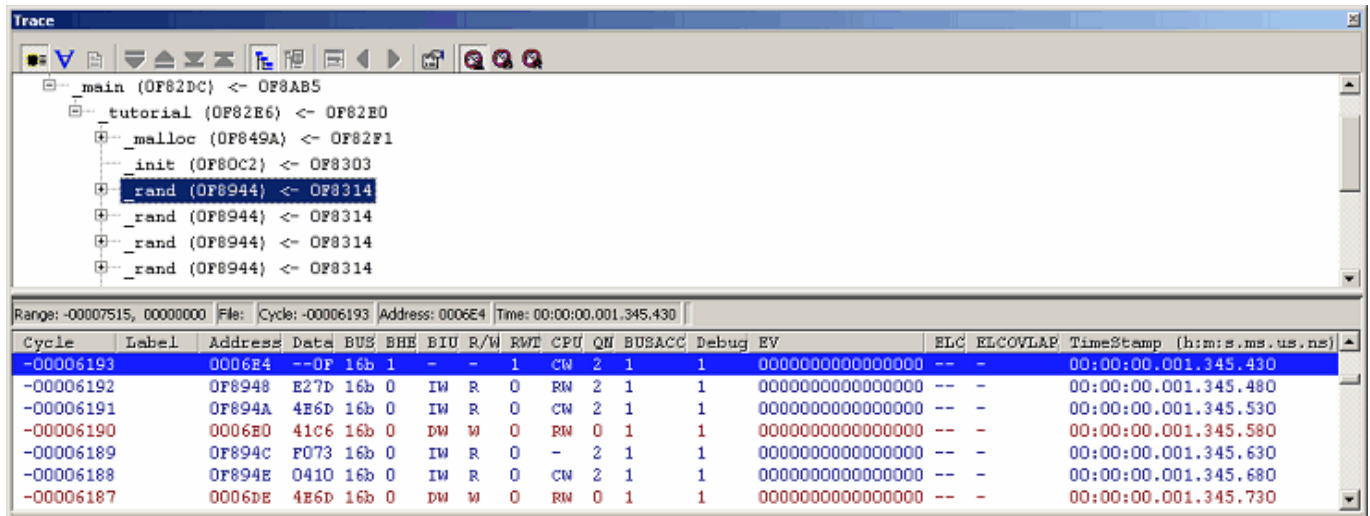 Trace
_main (0F82DC) <- 0F8AB5
_tutorial (0F82E6) <- 0F82E0
_malloc (0F849A) <- 0F82F1
_init (0F80C2) <- 0F8303
_rand (0F8944) <- 0F8314
_rand (0F8944) <- 0F8314
_rand (0F8944) <- 0F8314
_rand (0F8944) <- 0F8314
Range: -00007515, 00000000 File: Cycle: -00006193 Address: 0006E4 Time: 00:00:00.001.345.430
Cycle Label Address Data BUS BHE BIU R/W RWT CPU QN BUSACC Debug EV ELC ELCOVLAP TimeStamp (h:m:s.ms.us.ns)
-00006193 0006E4 --0F 16b 1 - - 1 CW 2 1 1 0000000000000000 -- - 00:00:00.001.345.430
-00006192 0F8948 E27D 16b 0 IW R 0 RW 2 1 1 0000000000000000 -- - 00:00:00.001.345.480
-00006191 0F894A 4E6D 16b 0 IW R 0 CW 2 1 1 0000000000000000 -- - 00:00:00.001.345.530
-00006190 0006E0 41C6 16b 0 DW W 0 RW 0 1 1 0000000000000000 -- - 00:00:00.001.345.580
-00006189 0F894C F073 16b 0 IW R 0 - 2 1 1 0000000000000000 -- - 00:00:00.001.345.630
-00006188 0F894E 0410 16b 0 IW R 0 CW 2 1 1 0000000000000000 -- - 00:00:00.001.345.680
-00006187 0006DE 4E6D 16b 0 DW W 0 RW 0 1 1 0000000000000000 -- - 00:00:00.001.345.730